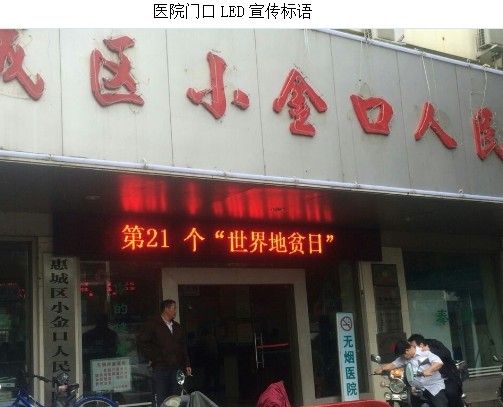 医院门口 LED 宣传标语
城区小金口人民
第21 个“世界地贫日”
惠城区小金口人民
无烟医院